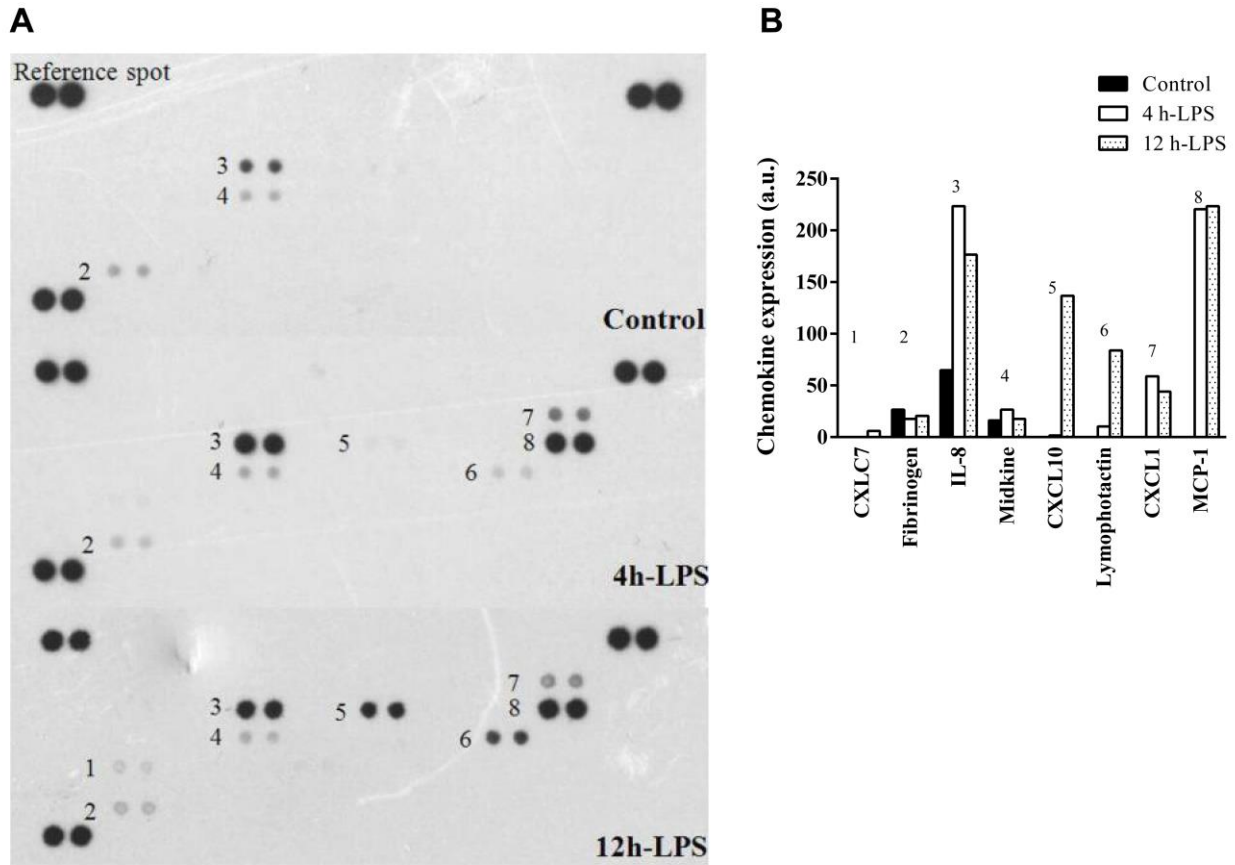 A
Reference spot
3
4
2
Control
7
3 5 8
4 6
2
4h-LPS
7
3 5 8
4 6
1
2
12h-LPS
B
Control
4 h-LPS
12 h-LPS
Chemokine expression (a.u.)
250
200
150
100
50
0
1
2
3
4
5
6
7
8
CXLC7
Fibrinogen
IL-8
Midkine
CXCL10
Lymophotactin
CXCL1
MCP-1